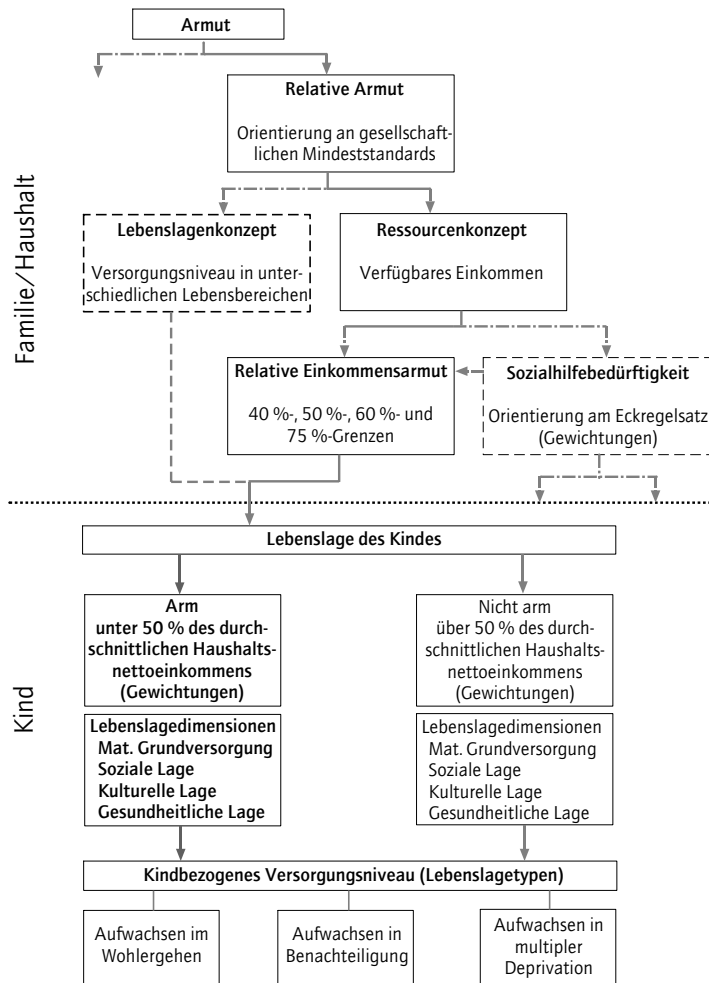 Armut
Relative Armut
Orientierung an gesellschaft-
lichen Mindeststandards
Familie/Haushalt
Lebenslagenkonzept
Versorgungsniveau in unter-
schiedlichen Lebensbereichen
Ressourcenkonzept
Verfügbares Einkommen
Relative Einkommensarmut
40 %-, 50 %-, 60 %- und
75 %-Grenzen
Sozialhilfebedürftigkeit
Orientierung am Eckregelsatz
(Gewichtungen)
Kind
Lebenslage des Kindes
Arm
unter 50 % des durch-
schnittlichen Haushalts-
nettoeinkommens
(Gewichtungen)
Nicht arm
über 50 % des durch-
schnittlichen Haushalts-
nettoeinkommens
(Gewichtungen)
Lebenslagedimensionen
Mat. Grundversorgung
Soziale Lage
Kulturelle Lage
Gesundheitliche Lage
Lebenslagedimensionen
Mat. Grundversorgung
Soziale Lage
Kulturelle Lage
Gesundheitliche Lage
Kindbezogenes Versorgungsniveau (Lebenslagetypen)
Aufwachsen im
Wohlergehen
Aufwachsen in
Benachteiligung
Aufwachsen in
multipler
Deprivation